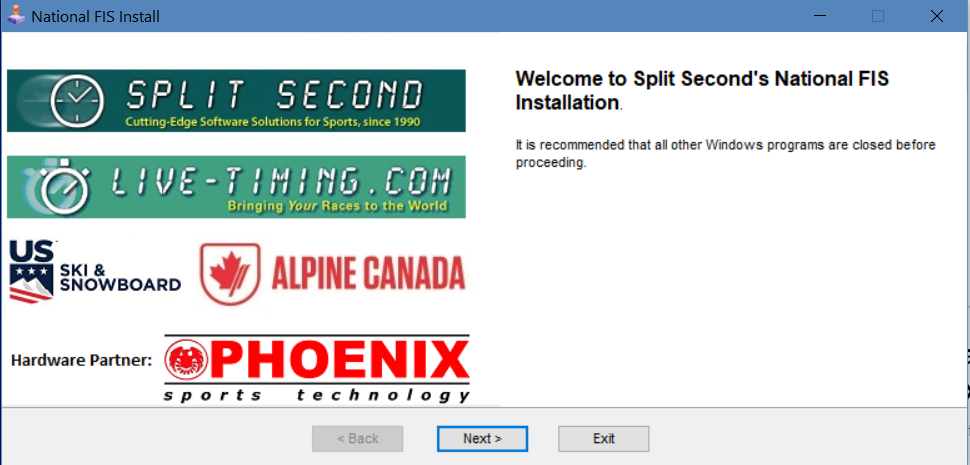 National FIS Install
SPLIT SECOND
Cutting-Edge Software Solutions for Sports, since 1990
LIVE-TIMING.COM
Bringing Your Races to the World
US
SKI &
SNOWBOARD
ALPINE CANADA
Hardware Partner:
PHOENIX
sports technology
Welcome to Split Second's National FIS
Installation.
It is recommended that all other Windows programs are closed before
proceeding.
< Back
Next >
Exit